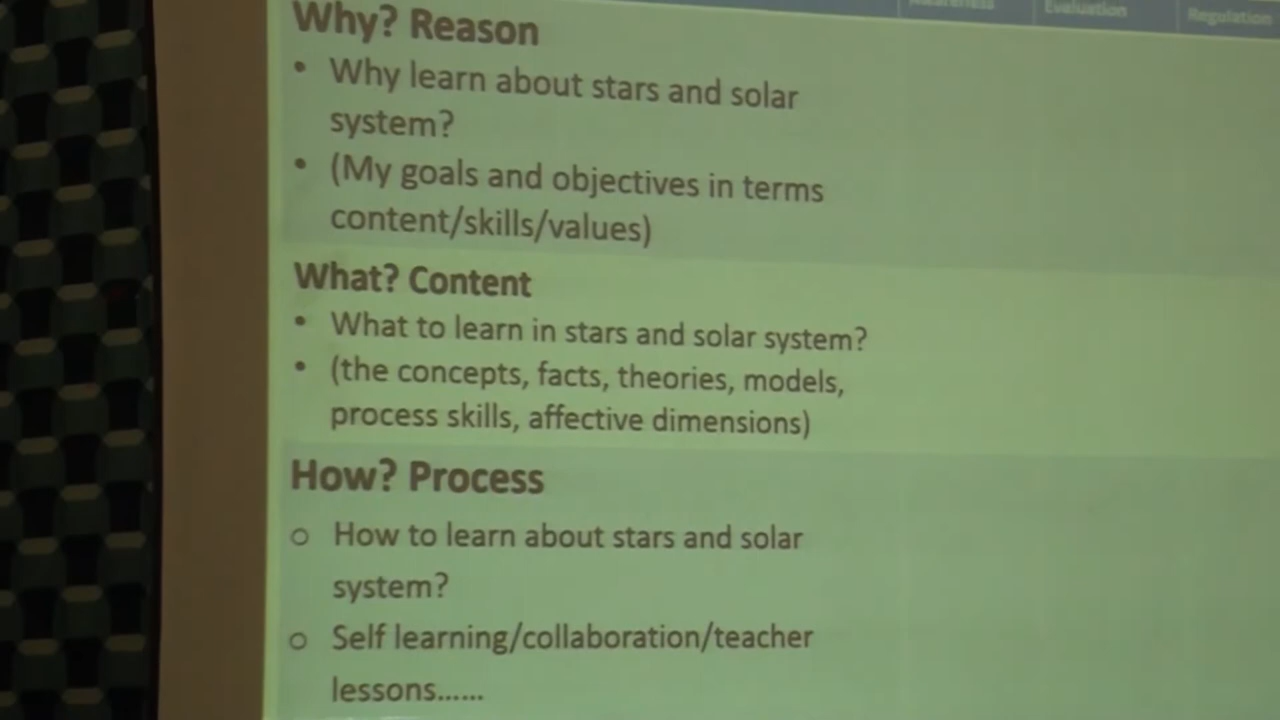 Awareness Evaluation Regulation
Why? Reason
• Why learn about stars and solar
system?
• (My goals and objectives in terms
content/skills/values)
What? Content
• What to learn in stars and solar system?
• (the concepts, facts, theories, models,
process skills, affective dimensions)
How? Process
o How to learn about stars and solar
system?
o Self learning/collaboration/teacher
lessons......